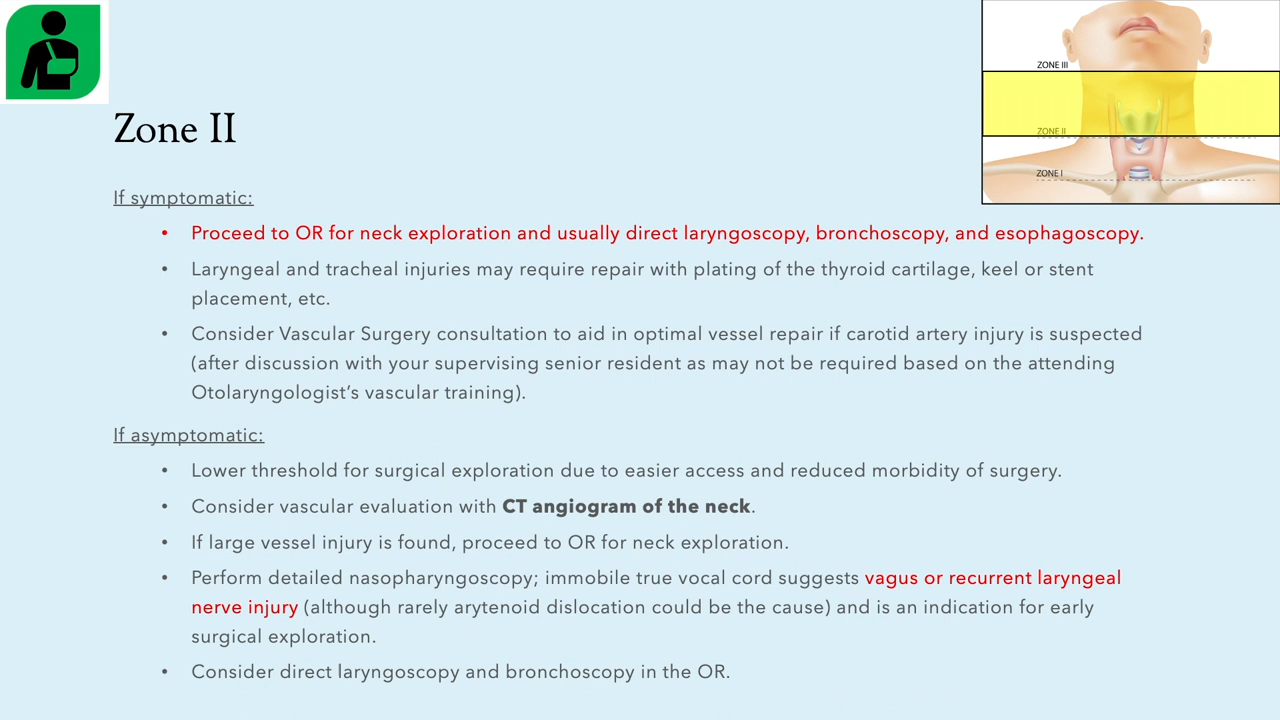 ZONE III
ZONE II
ZONE I
Zone II
If symptomatic:
• Proceed to OR for neck exploration and usually direct laryngoscopy, bronchoscopy, and esophagoscopy.
• Laryngeal and tracheal injuries may require repair with plating of the thyroid cartilage, keel or stent
placement, etc.
• Consider Vascular Surgery consultation to aid in optimal vessel repair if carotid artery injury is suspected
(after discussion with your supervising senior resident as may not be required based on the attending
Otolaryngologist’s vascular training).
If asymptomatic:
• Lower threshold for surgical exploration due to easier access and reduced morbidity of surgery.
• Consider vascular evaluation with CT angiogram of the neck.
• If large vessel injury is found, proceed to OR for neck exploration.
• Perform detailed nasopharyngoscopy; immobile true vocal cord suggests vagus or recurrent laryngeal
nerve injury (although rarely arytenoid dislocation could be the cause) and is an indication for early
surgical exploration.
• Consider direct laryngoscopy and bronchoscopy in the OR.